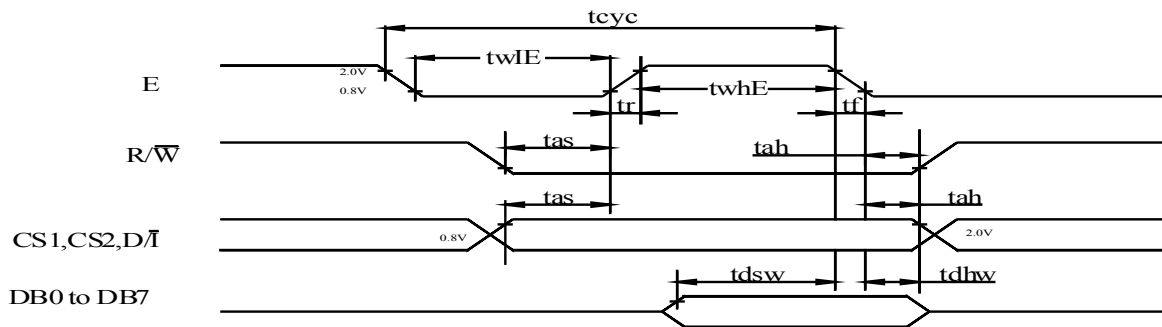 tcyc
twlE
2.0V
E
0.8V
twhE
tr
tf
R/W̅
tas
tah
tas
tah
CS1,CS2,D/I̅
0.8V
2.0V
tdsw
tdhw
DB0 to DB7